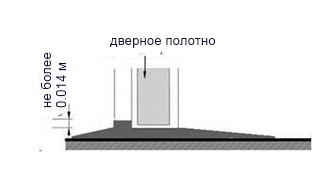 дверное полотно
не более
0.014 м